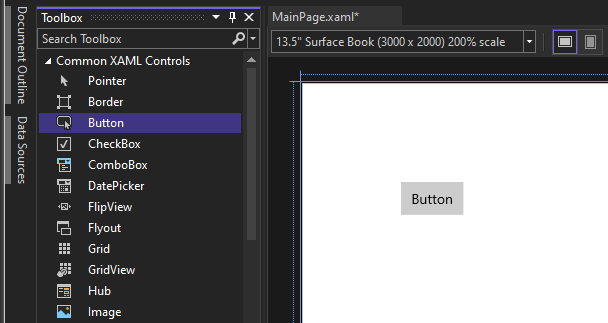 Document Outline
Data Sources
Toolbox
Search Toolbox
Common XAML Controls
Pointer
Border
Button
CheckBox
ComboBox
DatePicker
FlipView
Flyout
Grid
GridView
Hub
Image
MainPage.xaml*
13.5" Surface Book (3000 x 2000) 200% scale
Button